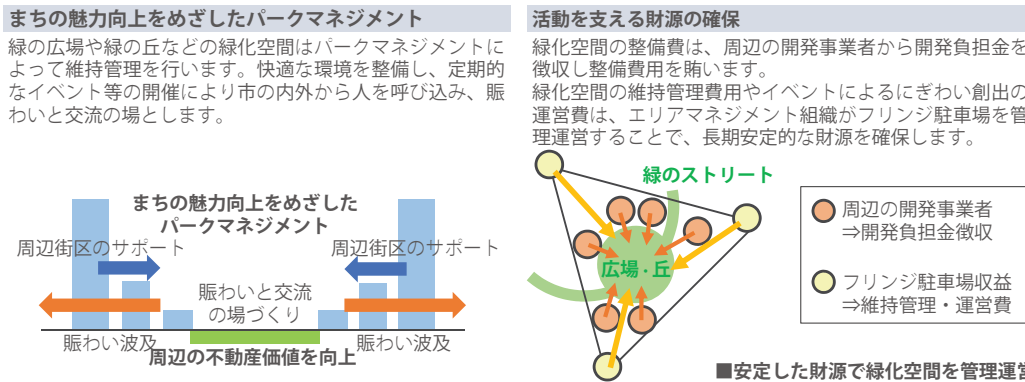 まちの魅力向上をめざしたパークマネジメント
緑の広場や緑の丘などの緑化空間はパークマネジメントに
よって維持管理を行います。快適な環境を整備し、定期的
なイベント等の開催により市の内外から人を呼び込み、賑
わいと交流の場とします。
まちの魅力向上をめざした
パークマネジメント
周辺街区のサポート
周辺街区のサポート
賑わいと交流
の場づくり
賑わい波及
賑わい波及
周辺の不動産価値を向上
活動を支える財源の確保
緑化空間の整備費は、周辺の開発事業者から開発負担金を
徴収し整備費用を賄います。
緑化空間の維持管理費用やイベントによるにぎわい創出の
運営費は、エリアマネジメント組織がフリンジ駐車場を管
理運営することで、長期安定的な財源を確保します。
緑のストリート
広場・丘
周辺の開発事業者
⇒開発負担金徴収
フリンジ駐車場収益
⇒維持管理・運営費
■安定した財源で緑化空間を管理運営